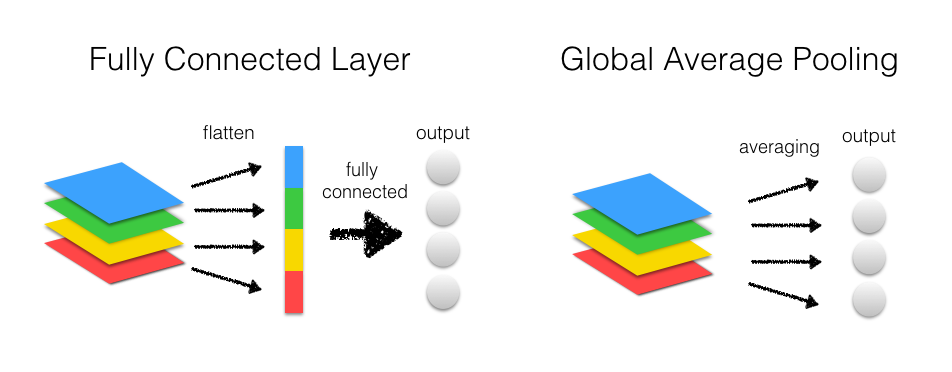 Fully Connected Layer
flatten
fully
connected
output
Global Average Pooling
averaging
output